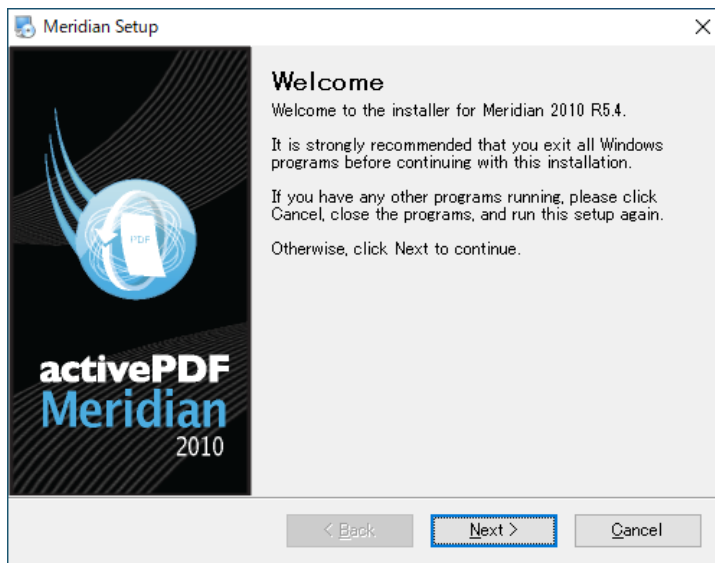 Meridian Setup
Welcome
Welcome to the installer for Meridian 2010 R5.4.
It is strongly recommended that you exit all Windows
programs before continuing with this installation.
If you have any other programs running, please click
Cancel, close the programs, and run this setup again.
Otherwise, click Next to continue.
PDF
activePDF
Meridian
2010
< Back
Next >
Cancel